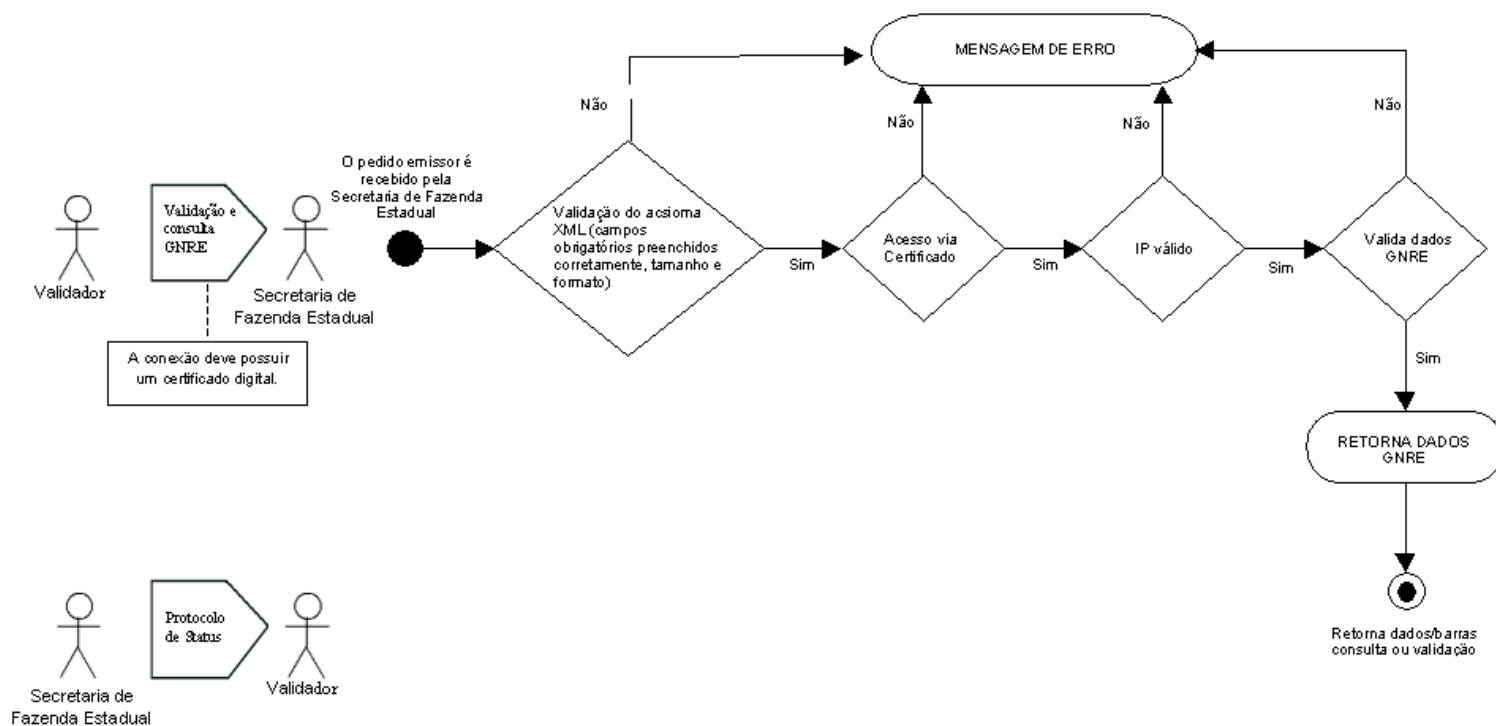 MENSAGEM DE ERRO
Não
Não
Não
Não
O pedido emissor é
recebido pela
Secretaria de Fazenda
Estadual
Validação e
consulta
GNRE
Validador
Secretaria de
Fazenda Estadual
A conexão deve possuir
um certificado digital.
Validação do acsioma
XML (campos
obrigatórios preenchidos
corretamente, tamanho e
formato)
Sim
Acesso via
Certificado
Sim
IP válido
Sim
Valida dados
GNRE
Sim
RETORNA DADOS
GNRE
Retorna dados/barras
consulta ou validação
Protocolo
de Status
Secretaria de
Fazenda Estadual
Validador